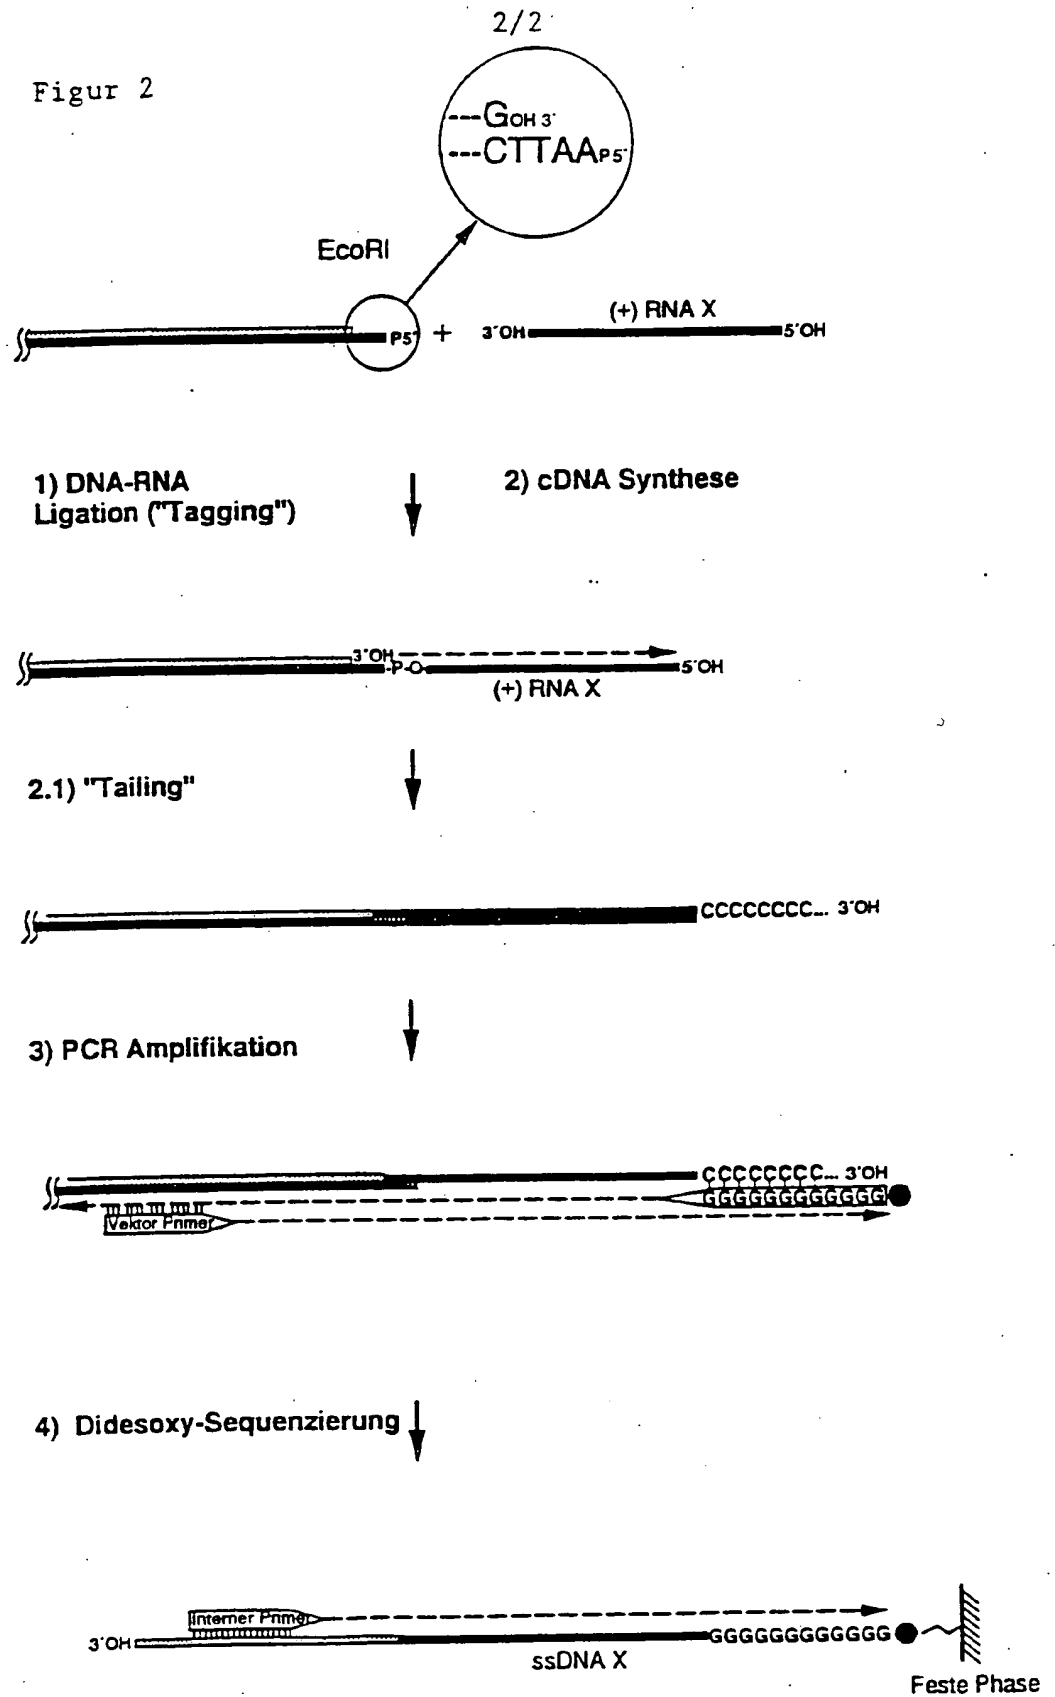 2/2
Figur 2
---GOH 3'
---CTTAAP5'
EcoRI
P5' + 3'OH (+) RNA X 5'OH
1) DNA-RNA
Ligation ("Tagging")
2) cDNA Synthese
3'OH
-P-O
5'OH
(+) RNA X
2.1) "Tailing"
CCCCCCCC... 3'OH
3) PCR Amplifikation
CCCCCCCC... 3'OH
GGGGGGGGGGGG
Vektor Primer
4) Didesoxy-Sequenzierung
Interner Primer
3'OH
GGGGGGGGGGGG
ssDNA X
Feste Phase